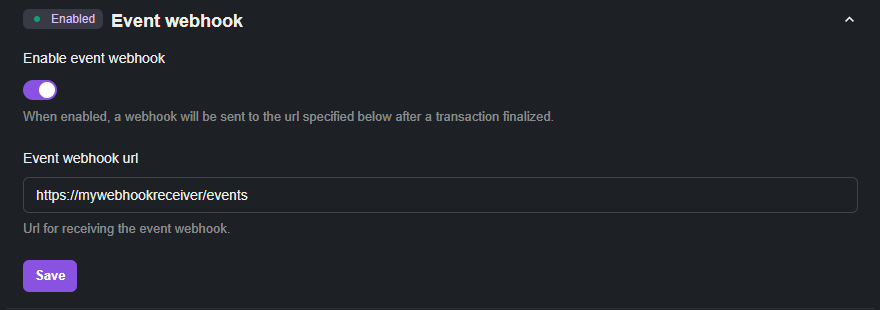 Enabled Event webhook
Enable event webhook
When enabled, a webhook will be sent to the url specified below after a transaction finalized.
Event webhook url
https://mywebhookreceiver/events
Url for receiving the event webhook.
Save